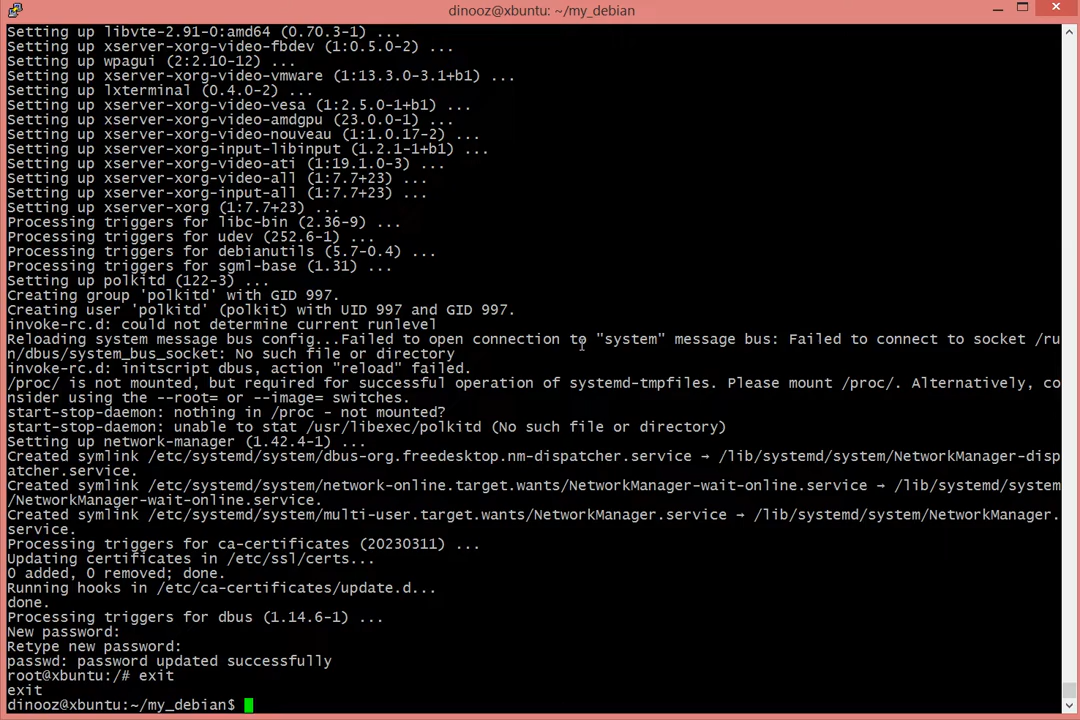 dinooz@xbuntu: ~/my_debian
Setting up libvte-2.91-0:amd64 (0.70.3-1) ...
Setting up xserver-xorg-video-fbdev (1:0.5.0-2) ...
Setting up wpagui (2:2.10-12) ...
Setting up xserver-xorg-video-vmware (1:13.3.0-3.1+b1) ...
Setting up lxterminal (0.4.0-2) ...
Setting up xserver-xorg-video-vesa (1:2.5.0-1+b1) ...
Setting up xserver-xorg-video-amdgpu (23.0.0-1) ...
Setting up xserver-xorg-video-nouveau (1:1.0.17-2) ...
Setting up xserver-xorg-input-libinput (1.2.1-1+b1) ...
Setting up xserver-xorg-video-ati (1:19.1.0-3) ...
Setting up xserver-xorg-video-all (1:7.7+23) ...
Setting up xserver-xorg-input-all (1:7.7+23) ...
Setting up xserver-xorg (1:7.7+23) ...
Processing triggers for libc-bin (2.36-9) ...
Processing triggers for udev (252.6-1) ...
Processing triggers for debianutils (5.7-0.4) ...
Processing triggers for sgml-base (1.31) ...
Setting up polkitd (122-3) ...
Creating group 'polkitd' with GID 997.
Creating user 'polkitd' (polkit) with UID 997 and GID 997.
invoke-rc.d: could not determine current runlevel
Reloading system message bus config...Failed to open connection to "system" message bus: Failed to connect to socket /ru
n/dbus/system_bus_socket: No such file or directory
invoke-rc.d: initscript dbus, action "reload" failed.
/proc/ is not mounted, but required for successful operation of systemd-tmpfiles. Please mount /proc/. Alternatively, co
nsider using the --root= or --image= switches.
start-stop-daemon: nothing in /proc - not mounted?
start-stop-daemon: unable to stat /usr/libexec/polkitd (No such file or directory)
Setting up network-manager (1.42.4-1) ...
Created symlink /etc/systemd/system/dbus-org.freedesktop.nm-dispatcher.service → /lib/systemd/system/NetworkManager-disp
atcher.service.
Created symlink /etc/systemd/system/network-online.target.wants/NetworkManager-wait-online.service → /lib/systemd/system
/NetworkManager-wait-online.service.
Created symlink /etc/systemd/system/multi-user.target.wants/NetworkManager.service → /lib/systemd/system/NetworkManager.
service.
Processing triggers for ca-certificates (20230311) ...
Updating certificates in /etc/ssl/certs...
0 added, 0 removed; done.
Running hooks in /etc/ca-certificates/update.d...
done.
Processing triggers for dbus (1.14.6-1) ...
New password:
Retype new password:
passwd: password updated successfully
root@xbuntu:/# exit
exit
dinooz@xbuntu:~/my_debian$